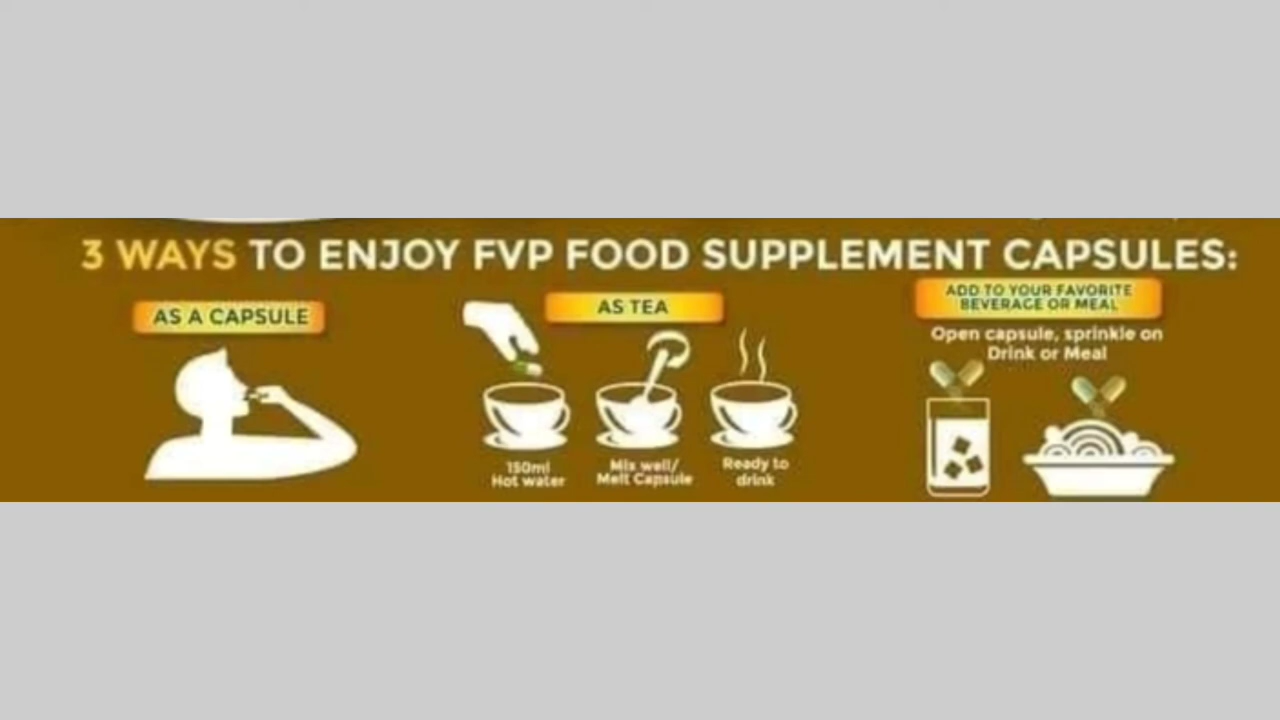 3 WAYS TO ENJOY FVP FOOD SUPPLEMENT CAPSULES:
AS A CAPSULE
AS TEA
150ml
Hot water
Mix well/
Melt Capsule
Ready to
drink
ADD TO YOUR FAVORITE
BEVERAGE OR MEAL
Open capsule, sprinkle on
Drink or Meal